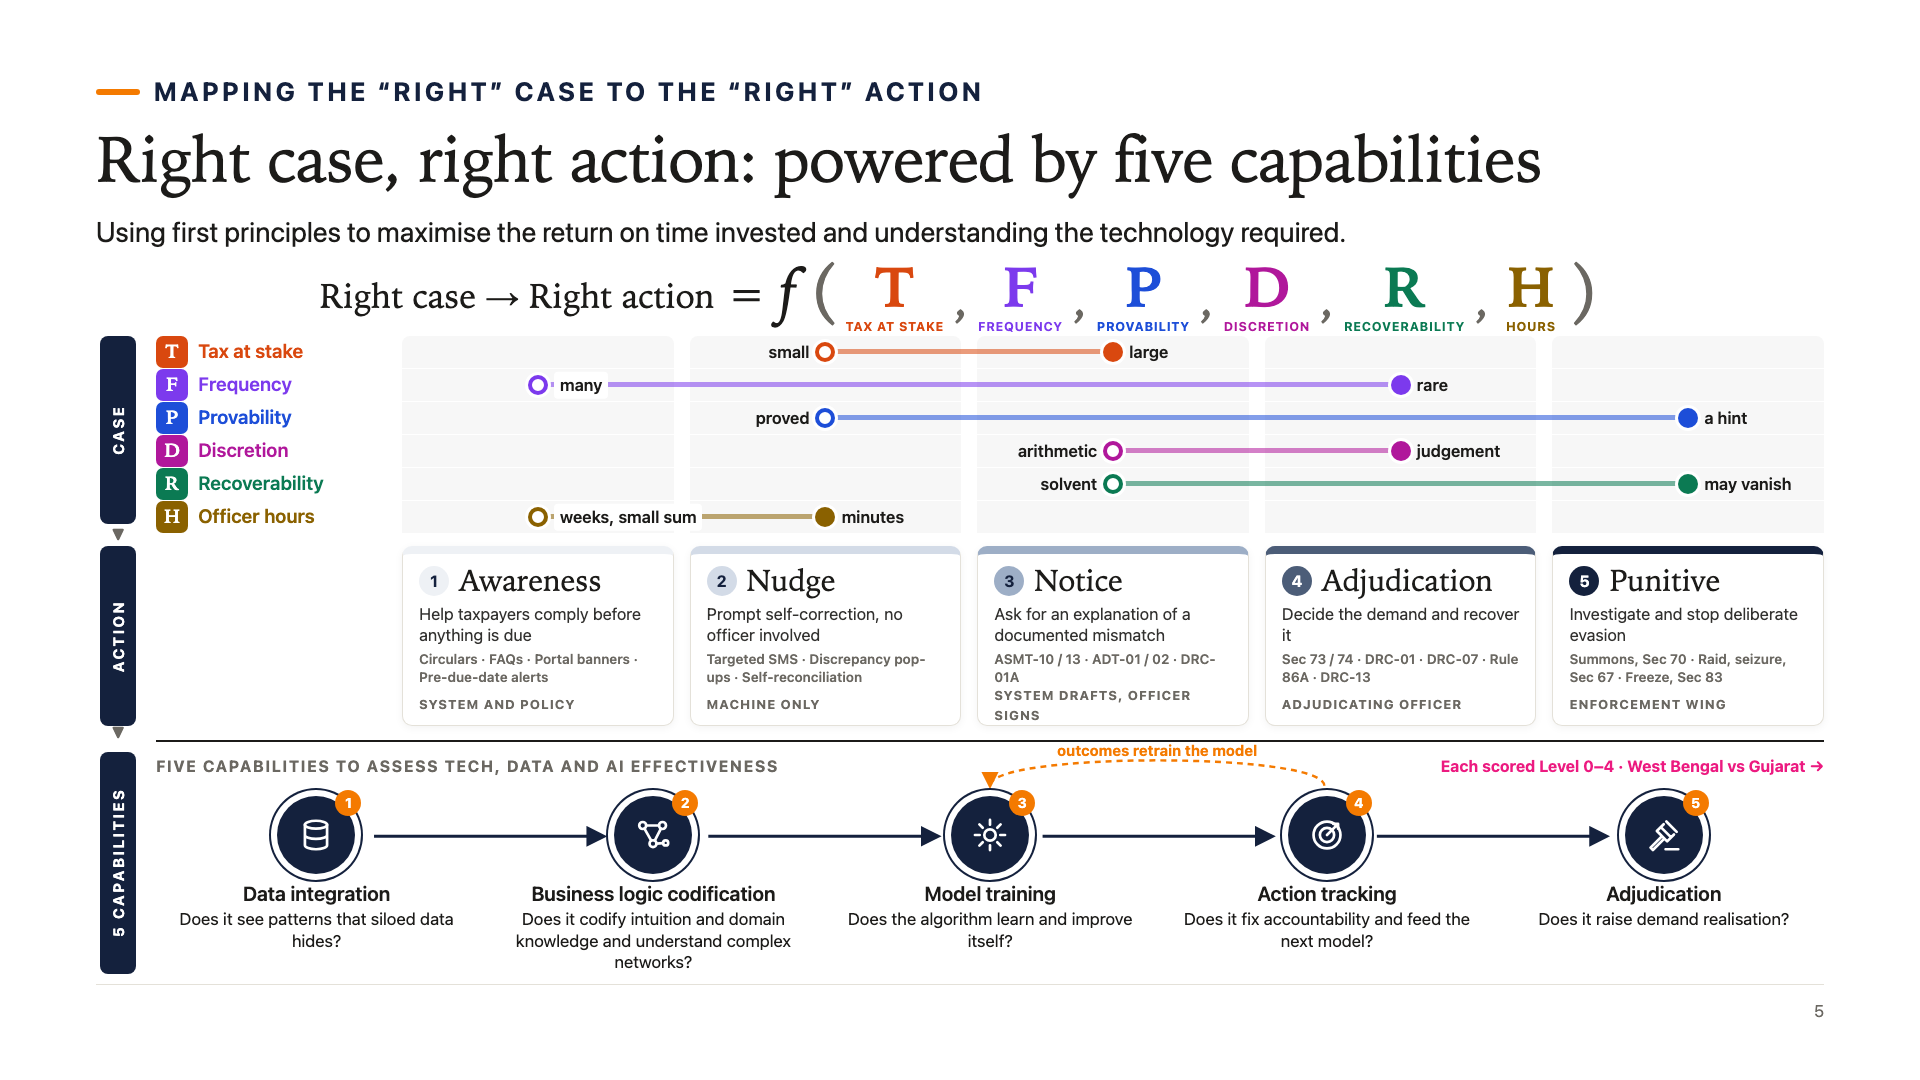 MAPPING THE “RIGHT” CASE TO THE “RIGHT” ACTION
Right case, right action: powered by five capabilities
Using first principles to maximise the return on time invested and understanding the technology required.
Right case → Right action = f ( T , F , P , D , R , H )
TAX AT STAKE FREQUENCY PROVABILITY DISCRETION RECOVERABILITY HOURS
CASE
T Tax at stake small large
F Frequency many rare
P Provability proved a hint
D Discretion arithmetic judgement
R Recoverability solvent may vanish
H Officer hours weeks, small sum minutes
ACTION
1 Awareness
Help taxpayers comply before
anything is due
Circulars · FAQs · Portal banners ·
Pre-due-date alerts
SYSTEM AND POLICY
2 Nudge
Prompt self-correction, no
officer involved
Targeted SMS · Discrepancy pop-
ups · Self-reconciliation
MACHINE ONLY
3 Notice
Ask for an explanation of a
documented mismatch
ASMT-10 / 13 · ADT-01 / 02 · DRC-
01A
SYSTEM DRAFTS, OFFICER
SIGNS
4 Adjudication
Decide the demand and recover
it
Sec 73 / 74 · DRC-01 · DRC-07 · Rule
86A · DRC-13
ADJUDICATING OFFICER
5 Punitive
Investigate and stop deliberate
evasion
Summons, Sec 70 · Raid, seizure,
Sec 67 · Freeze, Sec 83
ENFORCEMENT WING
5 CAPABILITIES
FIVE CAPABILITIES TO ASSESS TECH, DATA AND AI EFFECTIVENESS
outcomes retrain the model
Each scored Level 0–4 · West Bengal vs Gujarat →
1
Data integration
Does it see patterns that siloed data
hides?
2
Business logic codification
Does it codify intuition and domain
knowledge and understand complex
networks?
3
Model training
Does the algorithm learn and improve
itself?
4
Action tracking
Does it fix accountability and feed the
next model?
5
Adjudication
Does it raise demand realisation?
5